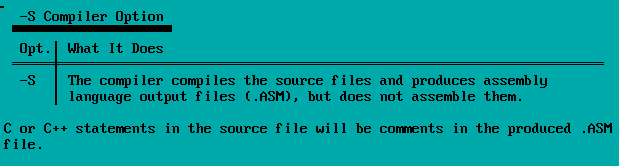 -S Compiler Option
Opt. What It Does
-S The compiler compiles the source files and produces assembly
language output files (.ASM), but does not assemble them.
C or C++ statements in the source file will be comments in the produced .ASM
file.